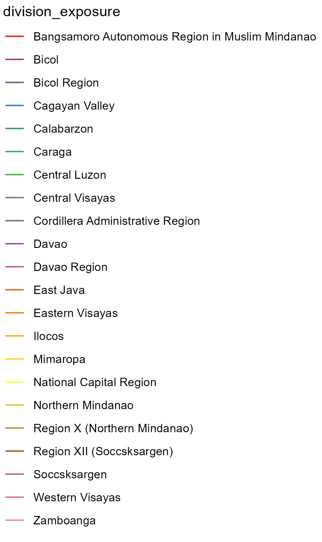 division_exposure
Bangsamoro Autonomous Region in Muslim Mindanao
Bicol
Bicol Region
Cagayan Valley
Calabarzon
Caraga
Central Luzon
Central Visayas
Cordillera Administrative Region
Davao
Davao Region
East Java
Eastern Visayas
Ilocos
Mimaropa
National Capital Region
Northern Mindanao
Region X (Northern Mindanao)
Region XII (Soccsksargen)
Soccsksargen
Western Visayas
Zamboanga